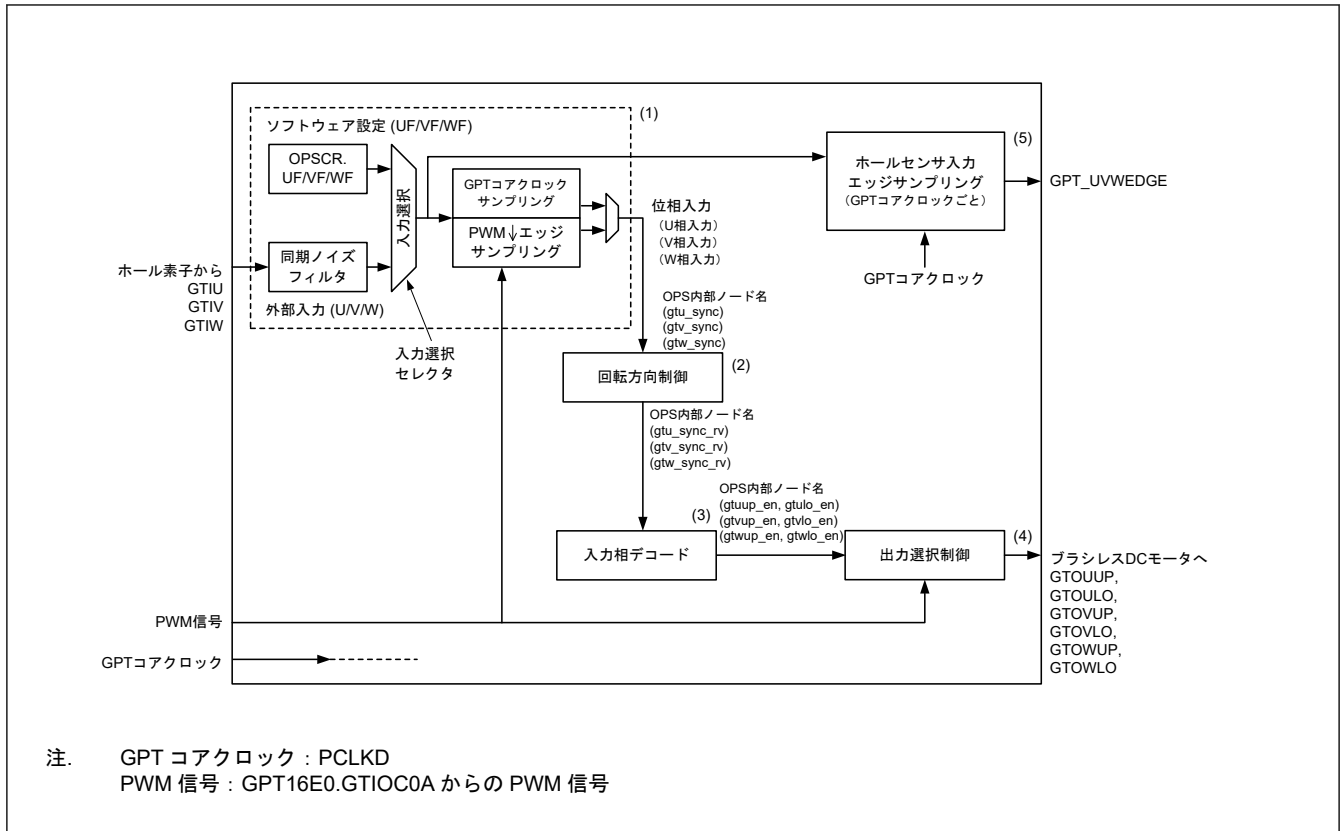 (1)
ソフトウェア設定 (UF/VF/WF)
OPSCR.
UF/VF/WF
入力選択
GPTコアクロック
サンプリング
PWM↓エッジ
サンプリング
同期ノイズ
フィルタ
外部入力 (U/V/W)
ホール素子から
GTIU
GTIV
GTIW
入力選択
セレクタ
位相入力
（U相入力）
（V相入力）
（W相入力）
(5)
ホールセンサ入力
エッジサンプリング
（GPTコアクロックごと）
GPT_UVWEDGE
GPTコアクロック
OPS内部ノード名
(gtu_sync)
(gtv_sync)
(gtw_sync)
(2)
回転方向制御
OPS内部ノード名
(gtu_sync_rv)
(gtv_sync_rv)
(gtw_sync_rv)
OPS内部ノード名
(gtuup_en, gtulo_en)
(gtvup_en, gtvlo_en)
(gtwup_en, gtwlo_en)
(3)
入力相デコード
(4)
出力選択制御
ブラシレスDCモータへ
GTOUUP,
GTOULO,
GTOVUP,
GTOVLO,
GTOWUP,
GTOWLO
PWM信号
GPTコアクロック
注. GPT コアクロック：PCLKD
PWM 信号：GPT16E0.GTIOC0A からの PWM 信号